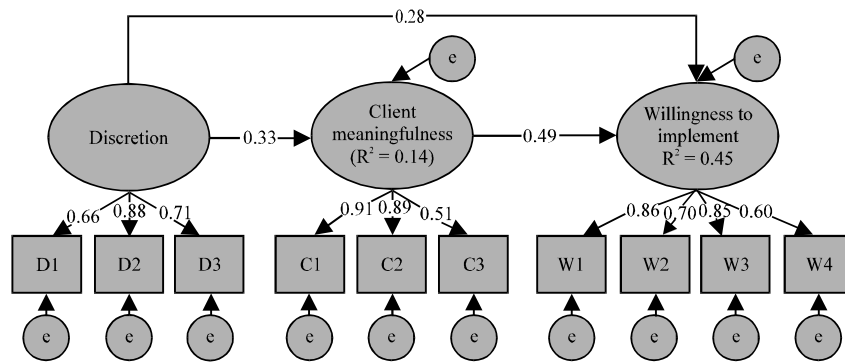 0.28
e
e
Discretion
0.33
Client
meaningfulness
(R² = 0.14)
0.49
Willingness to
implement
R² = 0.45
0.66
0.88
0.71
0.91
0.89
0.51
0.86
0.70
0.85
0.60
D1
D2
D3
C1
C2
C3
W1
W2
W3
W4
e
e
e
e
e
e
e
e
e
e